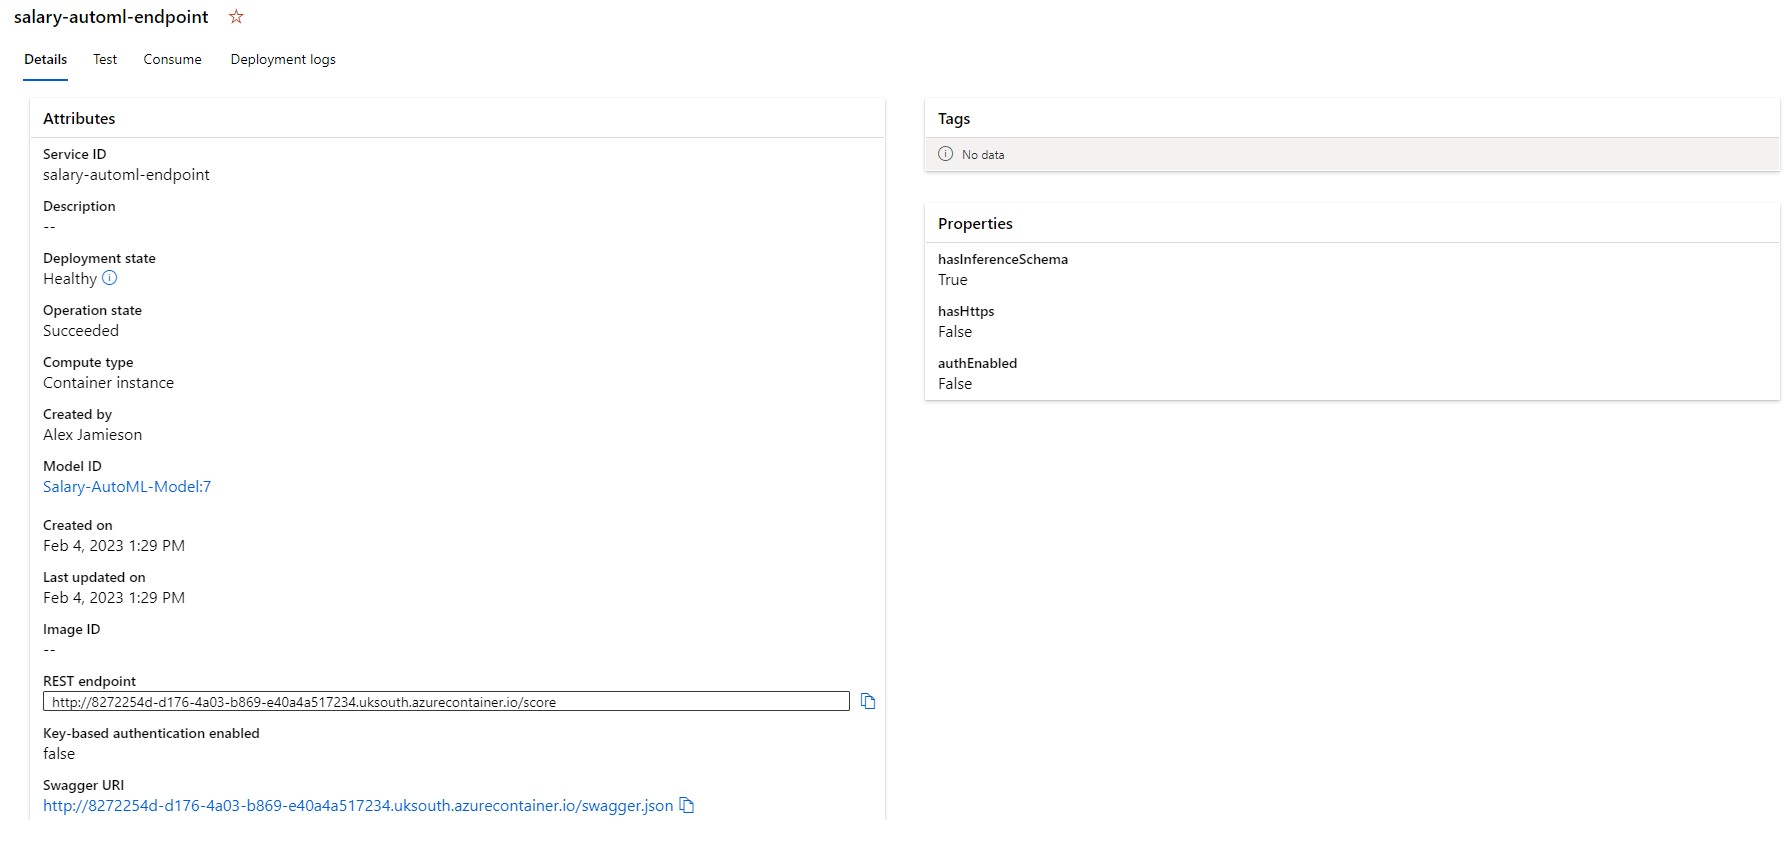 salary-automl-endpoint
Details Test Consume Deployment logs
Attributes
Service ID
salary-automl-endpoint
Description
--
Deployment state
Healthy
Operation state
Succeeded
Compute type
Container instance
Created by
Alex Jamieson
Model ID
Salary-AutoML-Model:7
Created on
Feb 4, 2023 1:29 PM
Last updated on
Feb 4, 2023 1:29 PM
Image ID
--
REST endpoint
http://8272254d-d176-4a03-b869-e40a4a517234.uksouth.azurecontainer.io/score
Key-based authentication enabled
false
Swagger URI
http://8272254d-d176-4a03-b869-e40a4a517234.uksouth.azurecontainer.io/swagger.json
Tags
No data
Properties
hasInferenceSchema
True
hasHttps
False
authEnabled
False